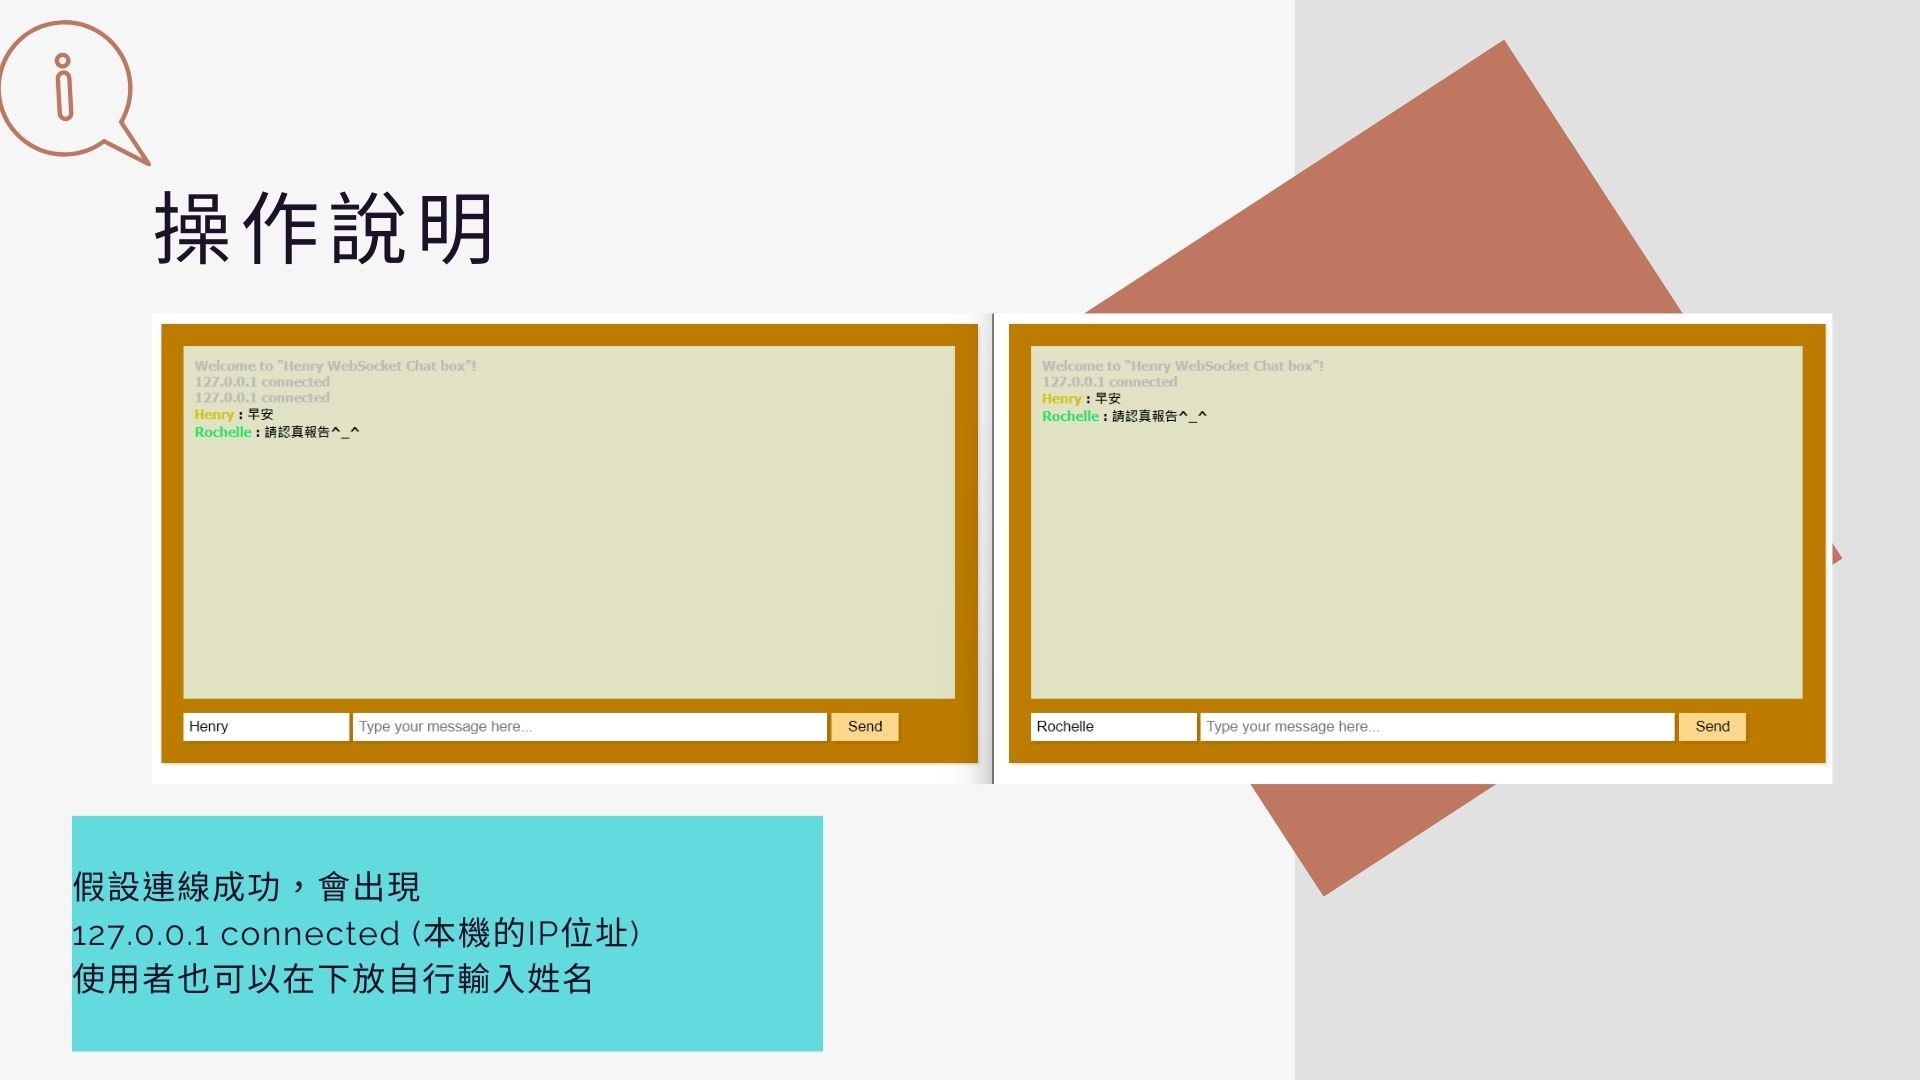 操作說明
Welcome to "Henry WebSocket Chat box"!
127.0.0.1 connected
127.0.0.1 connected
Henry : 早安
Rochelle : 請認真報告^_^
Henry Type your message here... Send
Welcome to "Henry WebSocket Chat box"!
127.0.0.1 connected
Henry : 早安
Rochelle : 請認真報告^_^
Rochelle Type your message here... Send
假設連線成功，會出現
127.0.0.1 connected (本機的IP位址)
使用者也可以在下放自行輸入姓名